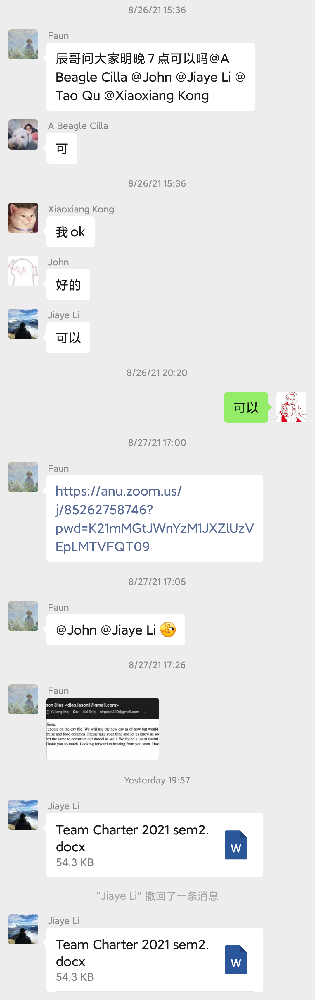 8/26/21 15:36
Faun
辰哥问大家明晚 7 点可以吗@A
Beagle Cilla @John @Jiaye Li @
Tao Qu @Xiaoxiang Kong
A Beagle Cilla
可
8/26/21 15:36
Xiaoxiang Kong
我 ok
John
好的
Jiaye Li
可以
8/26/21 20:20
可以
8/27/21 17:00
Faun
https://anu.zoom.us/
j/85262758746?
pwd=K21mMGtJWnYzM1JXZlUzV
EpLMTVFQT09
8/27/21 17:05
Faun
@John @Jiaye Li
8/27/21 17:26
Faun
son Dias <dias.jason1@gmail.com>
Yuliang Ma; Cc: Kai Eris; nirpatel309@gmail.com
liang,
update on the csv file. We will use the new csv as of now but would
rcise and food columns. Please take your time and let us know as soo
ed the same to construct our model as well. We found a lot of useful
Thank you so much. Looking forward to hearing from you soon. Hav
Yesterday 19:57
Jiaye Li
Team Charter 2021 sem2.
docx
54.3 KB
W
"Jiaye Li" 撤回了一条消息
Jiaye Li
Team Charter 2021 sem2.
docx
54.3 KB
W